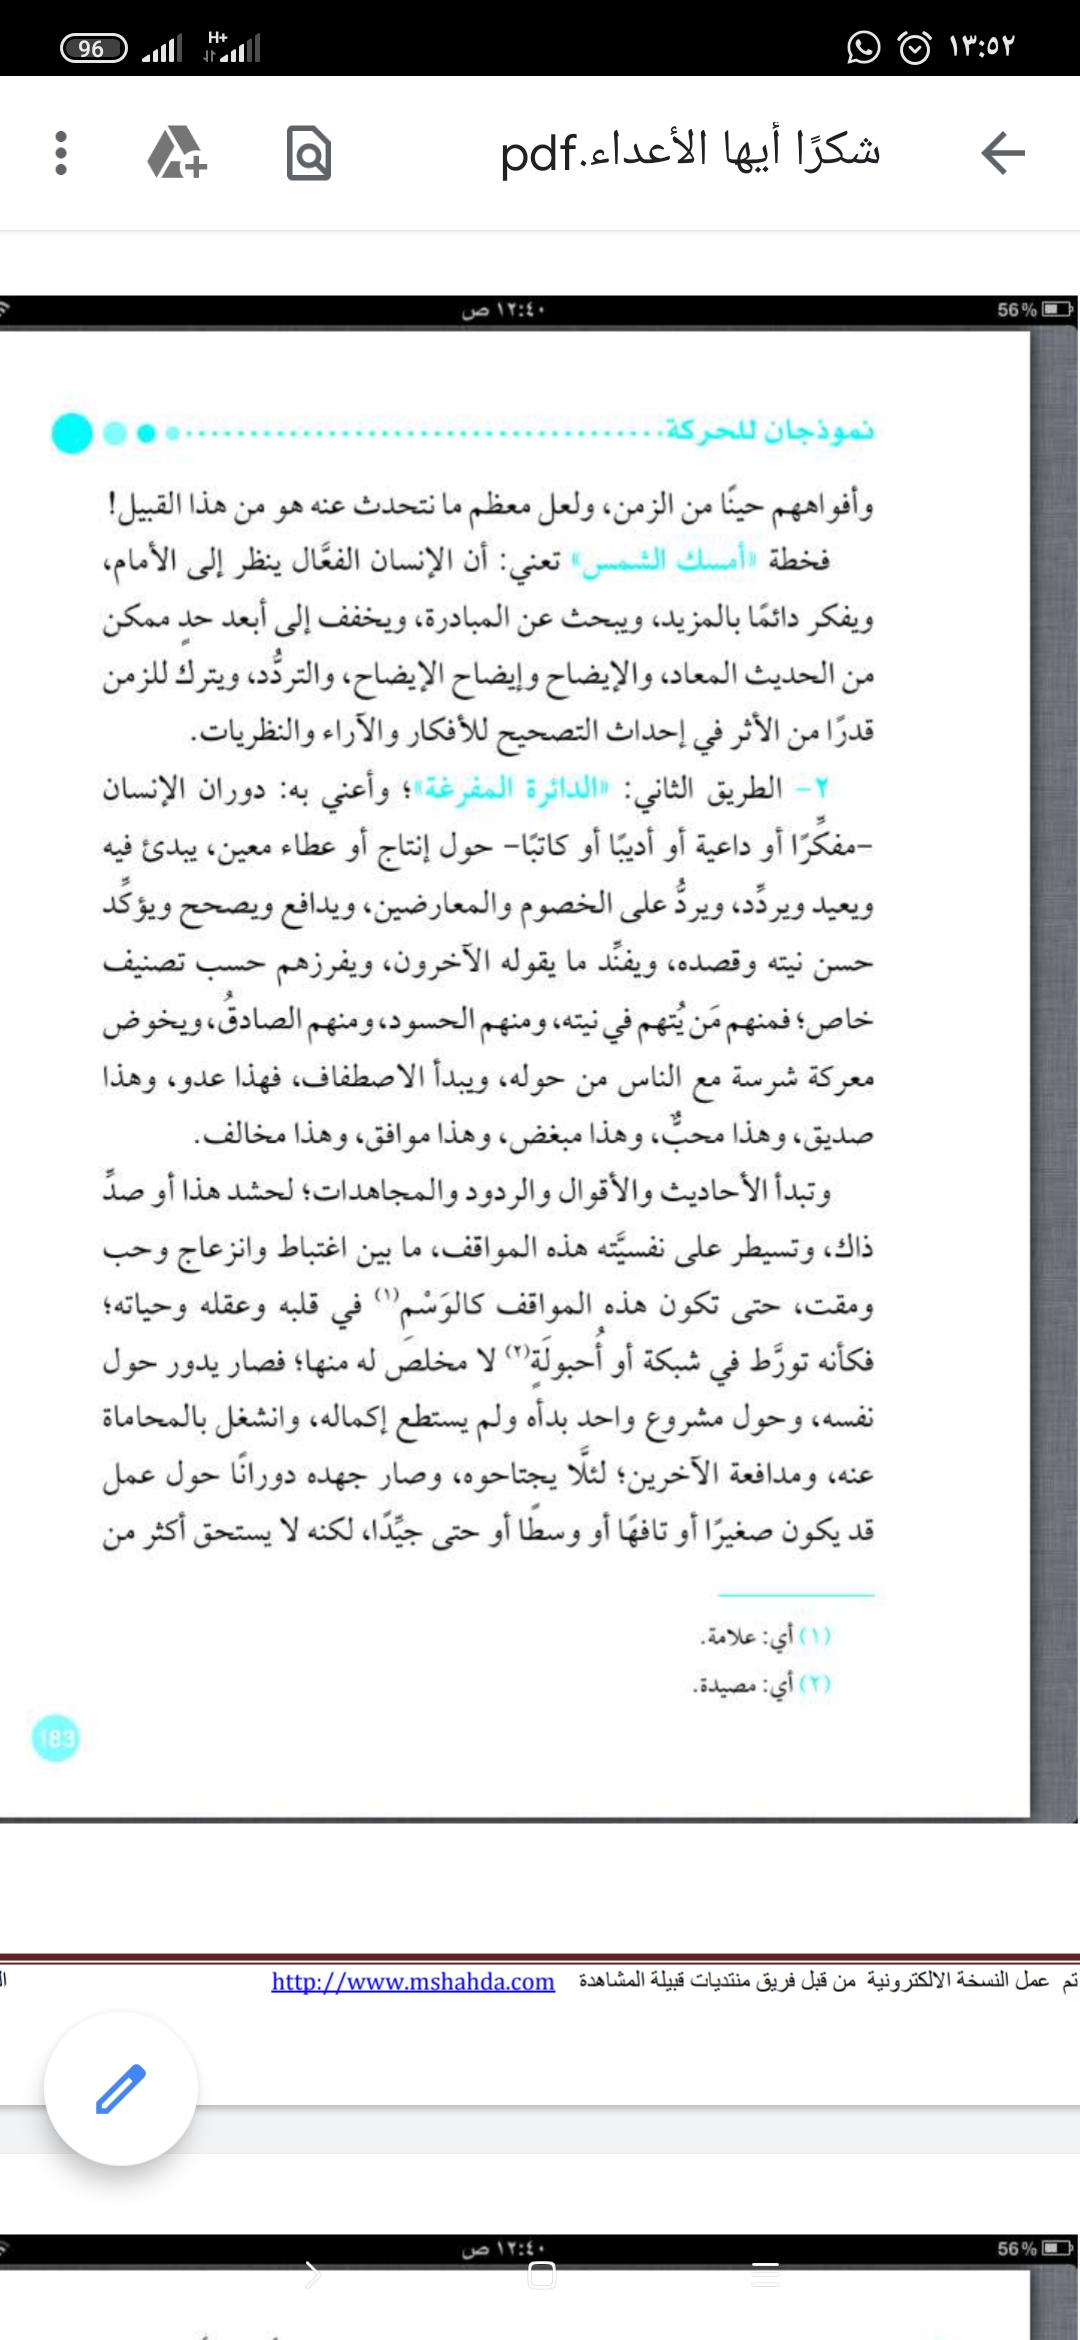 96 H+ ١٣:٥٢
شكرًا أيها الأعداء.pdf
١٢:٤٠ ص 56%
نموذجان للحركة
وأفواههم حينًا من الزمن، ولعل معظم ما نتحدث عنه هو من هذا القبيل!
فخطة «أمسك الشمس» تعني: أن الإنسان الفعَّال ينظر إلى الأمام،
ويفكر دائمًا بالمزيد، ويبحث عن المبادرة، ويخفف إلى أبعد حدٍ ممكن
من الحديث المعاد، والإيضاح وإيضاح الإيضاح، والتردُّد، ويترك للزمن
قدرًا من الأثر في إحداث التصحيح للأفكار والآراء والنظريات.
٢- الطريق الثاني: «الدائرة المفرغة»؛ وأعني به: دوران الإنسان
-مفكِّرًا أو داعية أو أديبًا أو كاتبًا- حول إنتاج أو عطاء معين، يبدئ فيه
ويعيد ويردِّد، ويردُّ على الخصوم والمعارضين، ويدافع ويصحح ويؤكِّد
حسن نيته وقصده، ويفنِّد ما يقوله الآخرون، ويفرزهم حسب تصنيف
خاص؛ فمنهم مَن يُتهم في نيته، ومنهم الحسود، ومنهم الصادقُ، ويخوض
معركة شرسة مع الناس من حوله، ويبدأ الاصطفاف، فهذا عدو، وهذا
صديق، وهذا محبٌّ، وهذا مبغض، وهذا موافق، وهذا مخالف.
وتبدأ الأحاديث والأقوال والردود والمجاهدات؛ لحشد هذا أو صدِّ
ذاك، وتسيطر على نفسيَّته هذه المواقف، ما بين اغتباط وانزعاج وحب
ومقت، حتى تكون هذه المواقف كالوَسْم(١) في قلبه وعقله وحياته؛
فكأنه تورَّط في شبكة أو أُحبولَةٍ(٢) لا مخلصَ له منها؛ فصار يدور حول
نفسه، وحول مشروع واحد بدأه ولم يستطع إكماله، وانشغل بالمحاماة
عنه، ومدافعة الآخرين؛ لئلَّا يجتاحوه، وصار جهده دورانًا حول عمل
قد يكون صغيرًا أو تافهًا أو وسطًا أو حتى جيِّدًا، لكنه لا يستحق أكثر من
(١) أي: علامة.
(٢) أي: مصيدة.
183
تم عمل النسخة الالكترونية من قبل فريق منتديات قبيلة المشاهدة http://www.mshahda.com
١٢:٤٠ ص 56%